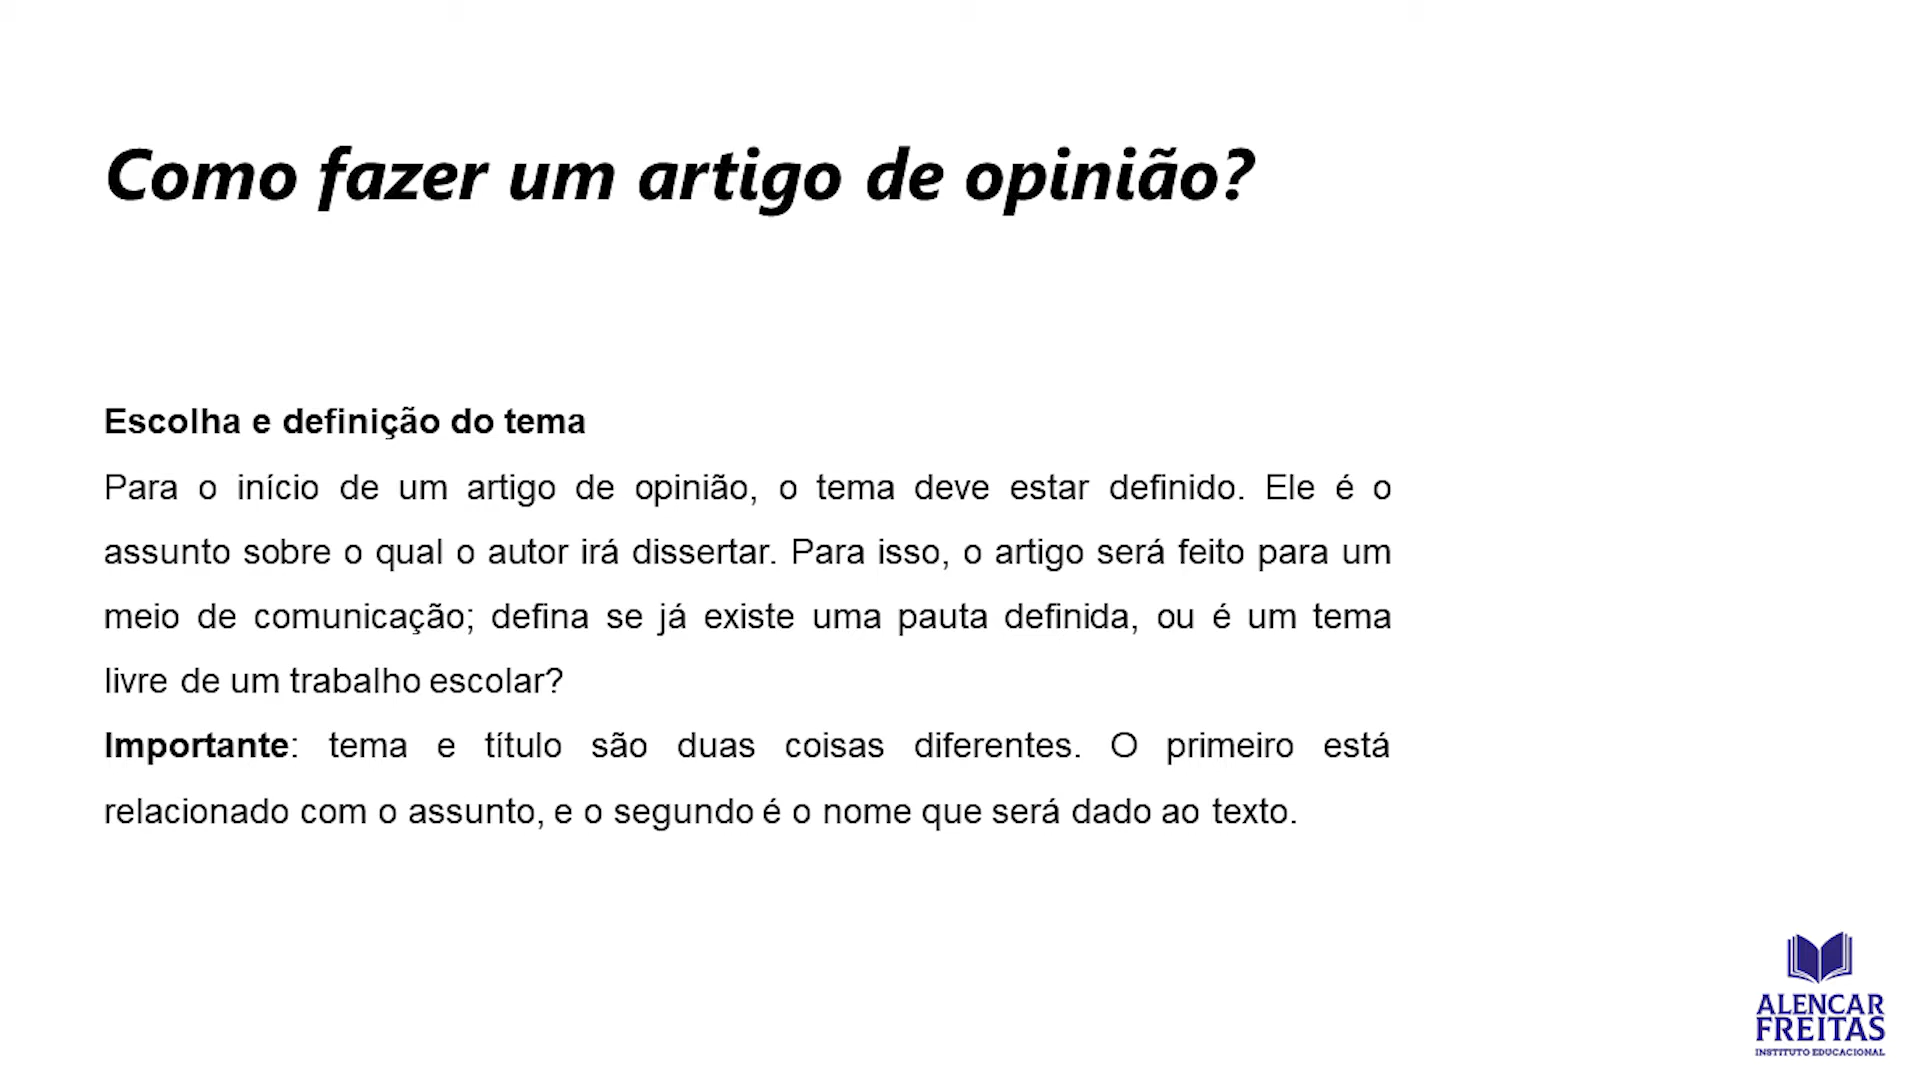 Como fazer um artigo de opinião?
Escolha e definição do tema
Para o início de um artigo de opinião, o tema deve estar definido. Ele é o
assunto sobre o qual o autor irá dissertar. Para isso, o artigo será feito para um
meio de comunicação; defina se já existe uma pauta definida, ou é um tema
livre de um trabalho escolar?
Importante: tema e título são duas coisas diferentes. O primeiro está
relacionado com o assunto, e o segundo é o nome que será dado ao texto.
ALENCAR
FREITAS
INSTITUTO EDUCACIONAL